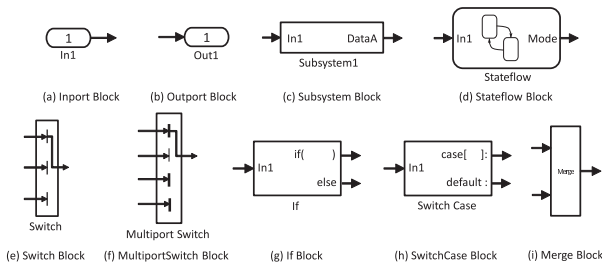 1
In1
(a) Inport Block
1
Out1
(b) Outport Block
In1 DataA
Subsystem1
(c) Subsystem Block
In1 Mode
Stateflow
(d) Stateflow Block
Switch
(e) Switch Block
Multiport Switch
(f) MultiportSwitch Block
if( )
In1
else
If
(g) If Block
case[ ]:
In1
default :
Switch Case
(h) SwitchCase Block
Merge
(i) Merge Block